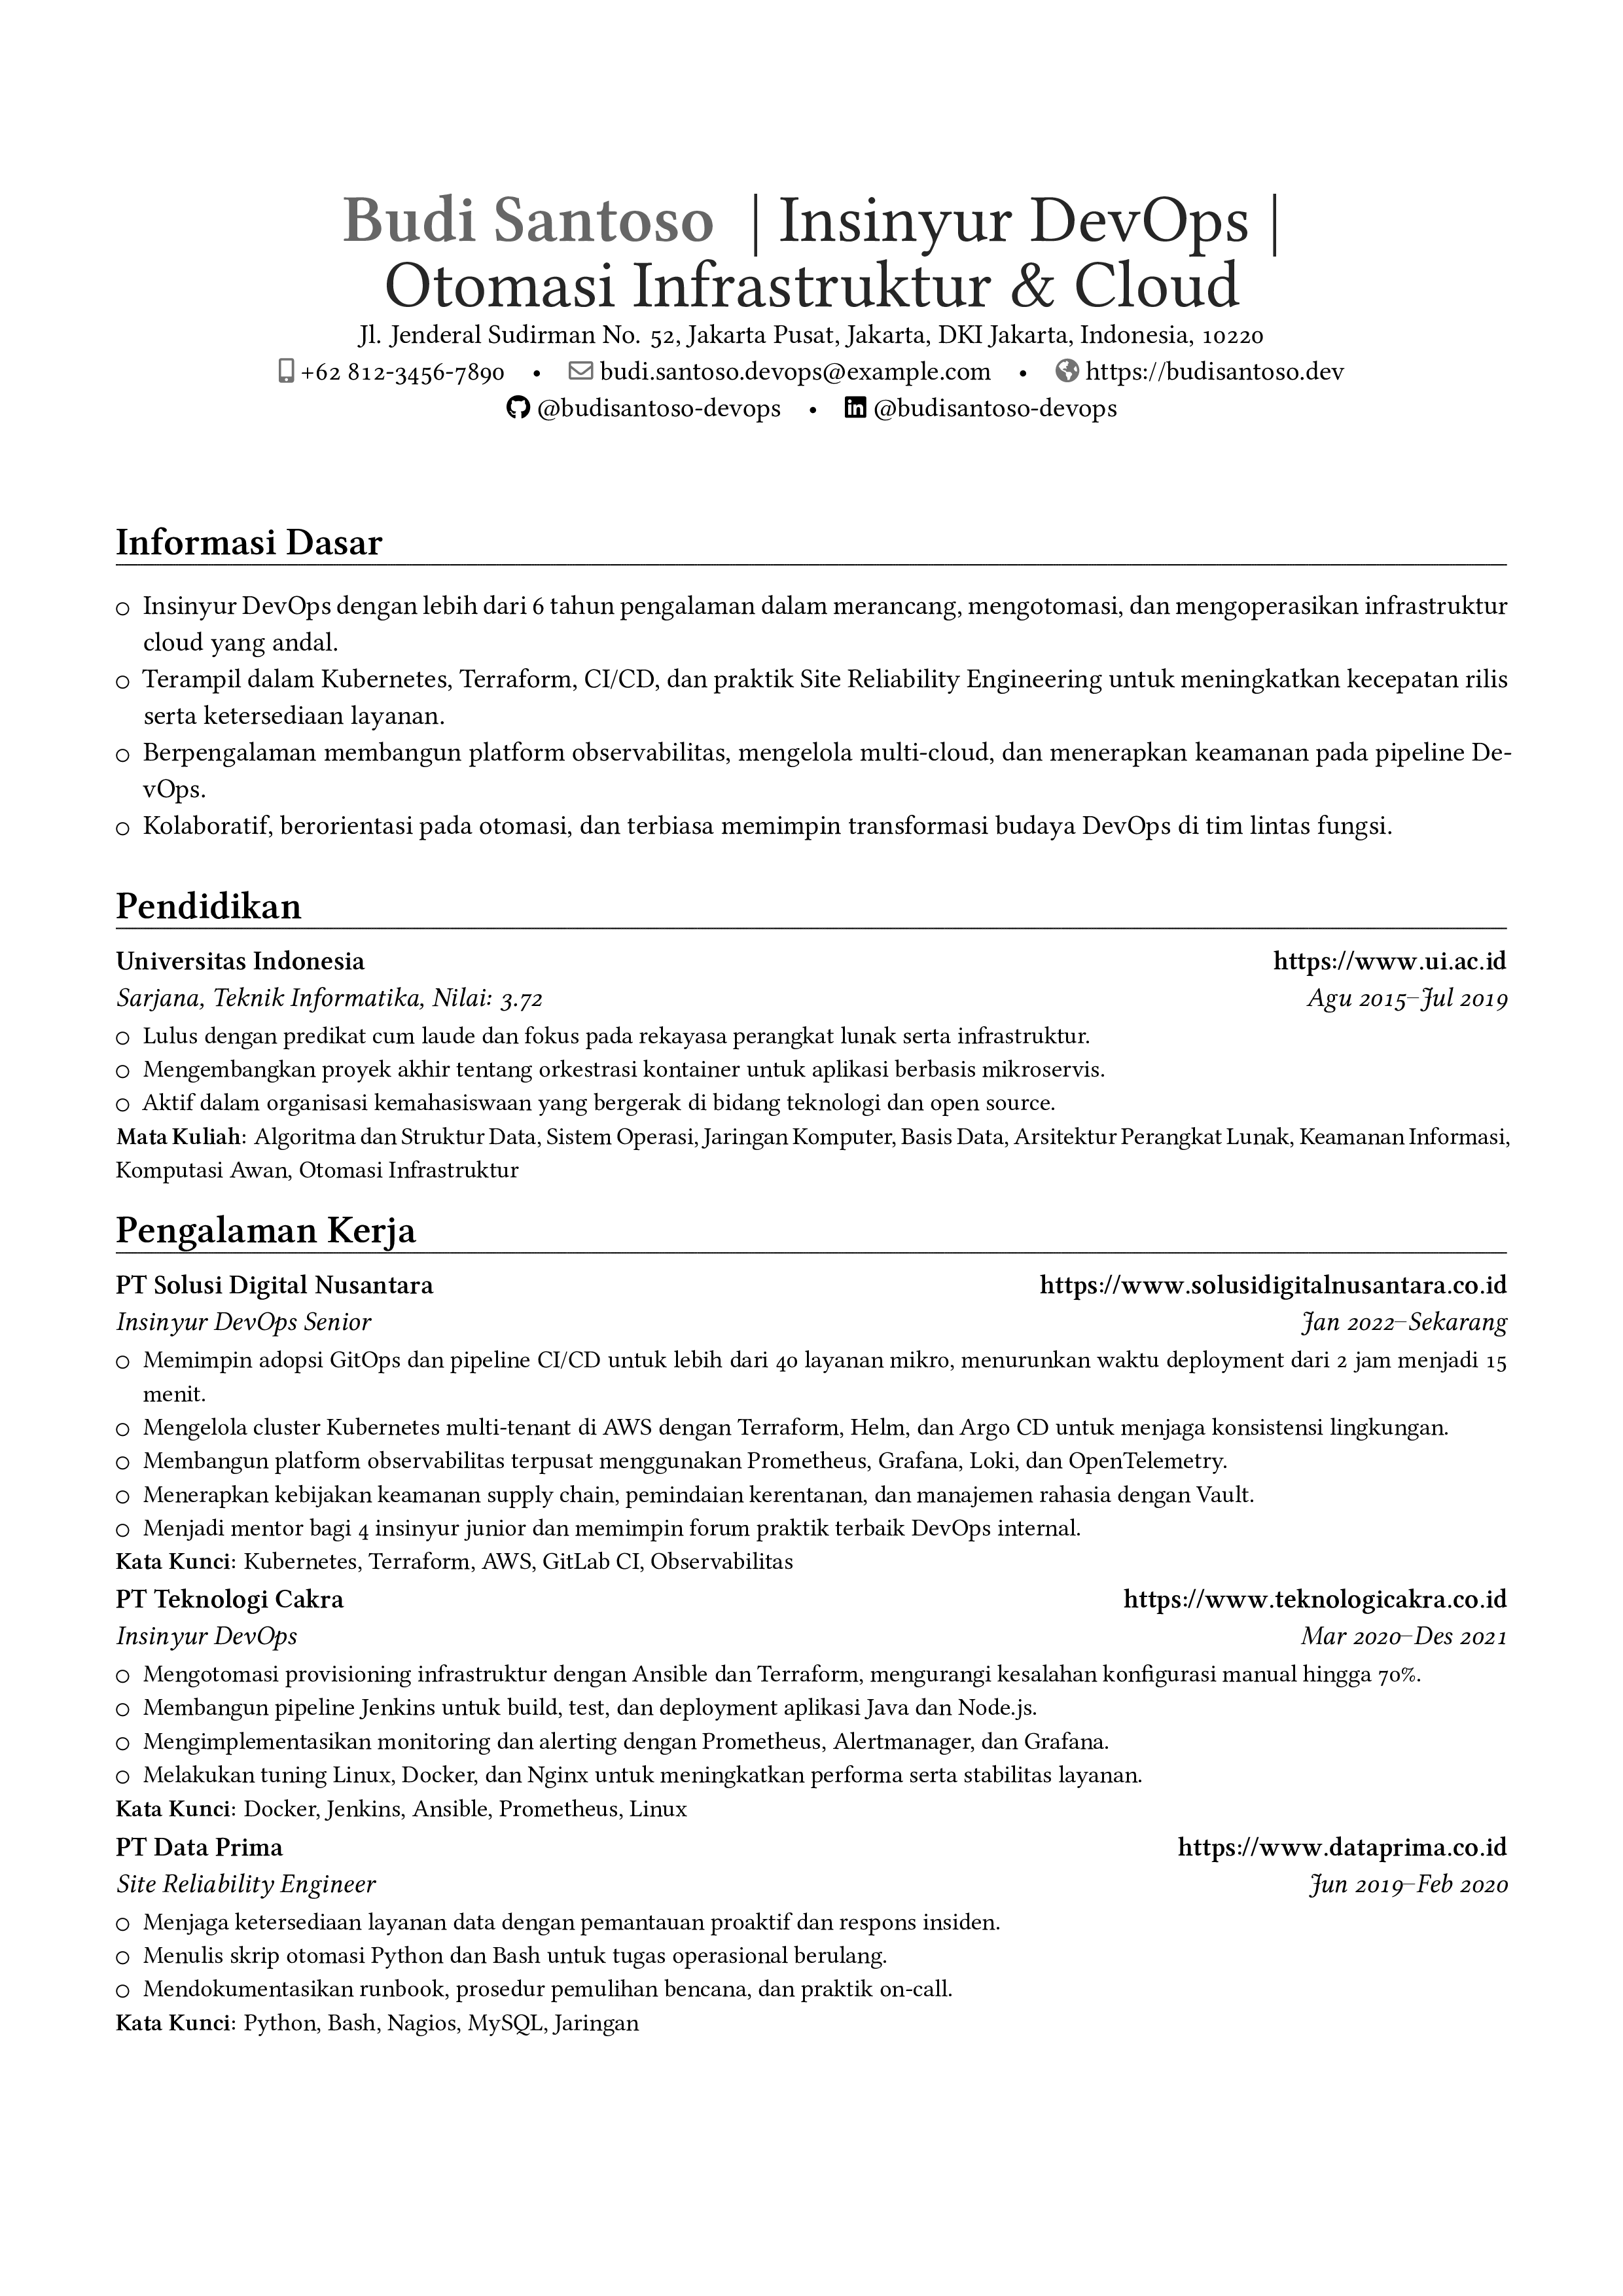 Budi Santoso | Insinyur DevOps |
Otomasi Infrastruktur & Cloud
Jl. Jenderal Sudirman No. 52, Jakarta Pusat, Jakarta, DKI Jakarta, Indonesia, 10220
+62 812-3456-7890 • budi.santoso.devops@example.com • https://budisantoso.dev
@budisantoso-devops • @budisantoso-devops
Informasi Dasar
○ Insinyur DevOps dengan lebih dari 6 tahun pengalaman dalam merancang, mengotomasi, dan mengoperasikan infrastruktur
cloud yang andal.
○ Terampil dalam Kubernetes, Terraform, CI/CD, dan praktik Site Reliability Engineering untuk meningkatkan kecepatan rilis
serta ketersediaan layanan.
○ Berpengalaman membangun platform observabilitas, mengelola multi-cloud, dan menerapkan keamanan pada pipeline De-
vOps.
○ Kolaboratif, berorientasi pada otomasi, dan terbiasa memimpin transformasi budaya DevOps di tim lintas fungsi.
Pendidikan
Universitas Indonesia https://www.ui.ac.id
Sarjana, Teknik Informatika, Nilai: 3.72 Agu 2015–Jul 2019
○ Lulus dengan predikat cum laude dan fokus pada rekayasa perangkat lunak serta infrastruktur.
○ Mengembangkan proyek akhir tentang orkestrasi kontainer untuk aplikasi berbasis mikroservis.
○ Aktif dalam organisasi kemahasiswaan yang bergerak di bidang teknologi dan open source.
Mata Kuliah: Algoritma dan Struktur Data, Sistem Operasi, Jaringan Komputer, Basis Data, Arsitektur Perangkat Lunak, Keamanan Informasi,
Komputasi Awan, Otomasi Infrastruktur
Pengalaman Kerja
PT Solusi Digital Nusantara https://www.solusidigitalnusantara.co.id
Insinyur DevOps Senior Jan 2022–Sekarang
○ Memimpin adopsi GitOps dan pipeline CI/CD untuk lebih dari 40 layanan mikro, menurunkan waktu deployment dari 2 jam menjadi 15
menit.
○ Mengelola cluster Kubernetes multi-tenant di AWS dengan Terraform, Helm, dan Argo CD untuk menjaga konsistensi lingkungan.
○ Membangun platform observabilitas terpusat menggunakan Prometheus, Grafana, Loki, dan OpenTelemetry.
○ Menerapkan kebijakan keamanan supply chain, pemindaian kerentanan, dan manajemen rahasia dengan Vault.
○ Menjadi mentor bagi 4 insinyur junior dan memimpin forum praktik terbaik DevOps internal.
Kata Kunci: Kubernetes, Terraform, AWS, GitLab CI, Observabilitas
PT Teknologi Cakra https://www.teknologicakra.co.id
Insinyur DevOps Mar 2020–Des 2021
○ Mengotomasi provisioning infrastruktur dengan Ansible dan Terraform, mengurangi kesalahan konfigurasi manual hingga 70%.
○ Membangun pipeline Jenkins untuk build, test, dan deployment aplikasi Java dan Node.js.
○ Mengimplementasikan monitoring dan alerting dengan Prometheus, Alertmanager, dan Grafana.
○ Melakukan tuning Linux, Docker, dan Nginx untuk meningkatkan performa serta stabilitas layanan.
Kata Kunci: Docker, Jenkins, Ansible, Prometheus, Linux
PT Data Prima https://www.dataprima.co.id
Site Reliability Engineer Jun 2019–Feb 2020
○ Menjaga ketersediaan layanan data dengan pemantauan proaktif dan respons insiden.
○ Menulis skrip otomasi Python dan Bash untuk tugas operasional berulang.
○ Mendokumentasikan runbook, prosedur pemulihan bencana, dan praktik on-call.
Kata Kunci: Python, Bash, Nagios, MySQL, Jaringan